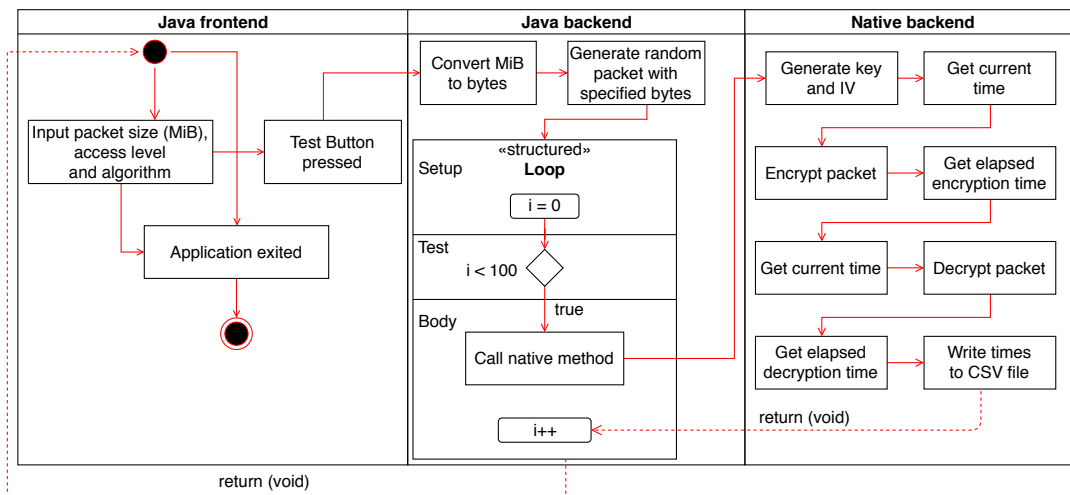 Java frontend
Java backend
Native backend
Input packet size (MiB),
access level
and algorithm
Test Button
pressed
Application exited
Convert MiB
to bytes
Generate random
packet with
specified bytes
«structured»
Loop
Setup
i = 0
Test
i < 100
true
Body
Call native method
i++
Generate key
and IV
Get current
time
Encrypt packet
Get elapsed
encryption time
Get current time
Decrypt packet
Get elapsed
decryption time
Write times
to CSV file
return (void)
return (void)